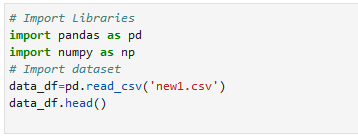 # Import Libraries
import pandas as pd
import numpy as np
# Import dataset
data_df=pd.read_csv('new1.csv')
data_df.head()